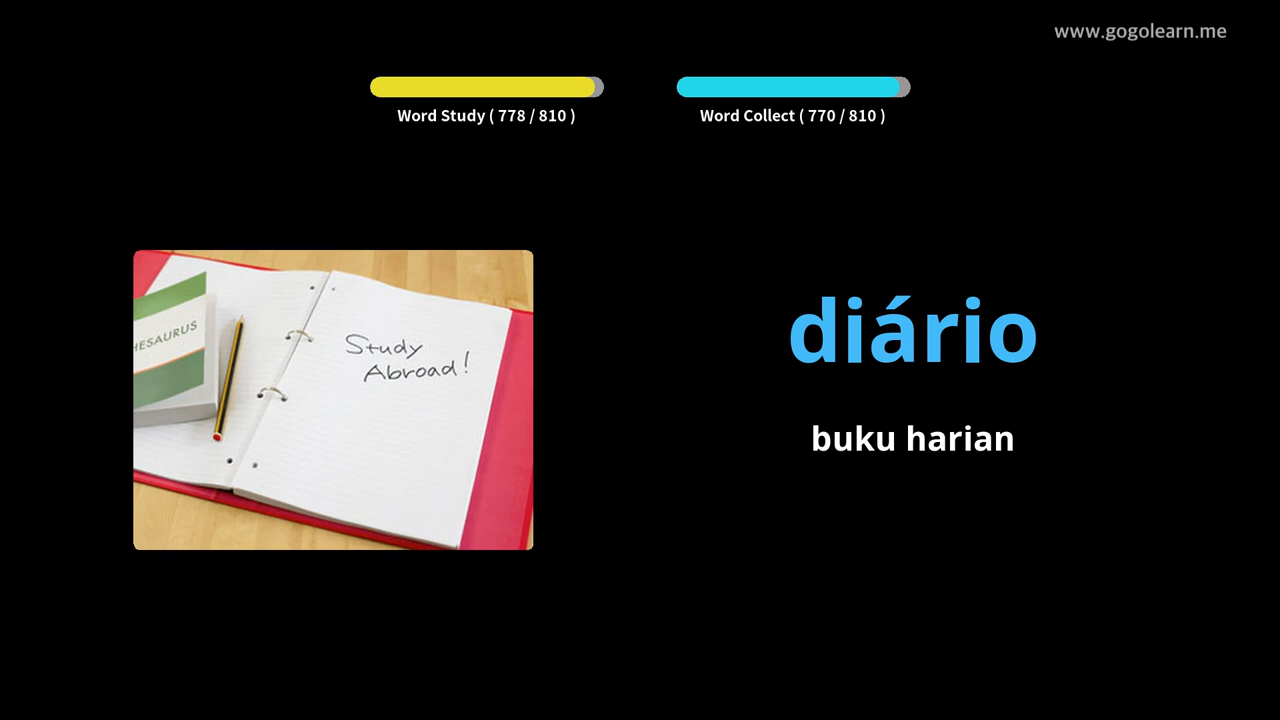 www.gogolearn.me
Word Study ( 778 / 810 )
Word Collect ( 770 / 810 )
HESAURUS
Study
Abroad!
diário
buku harian